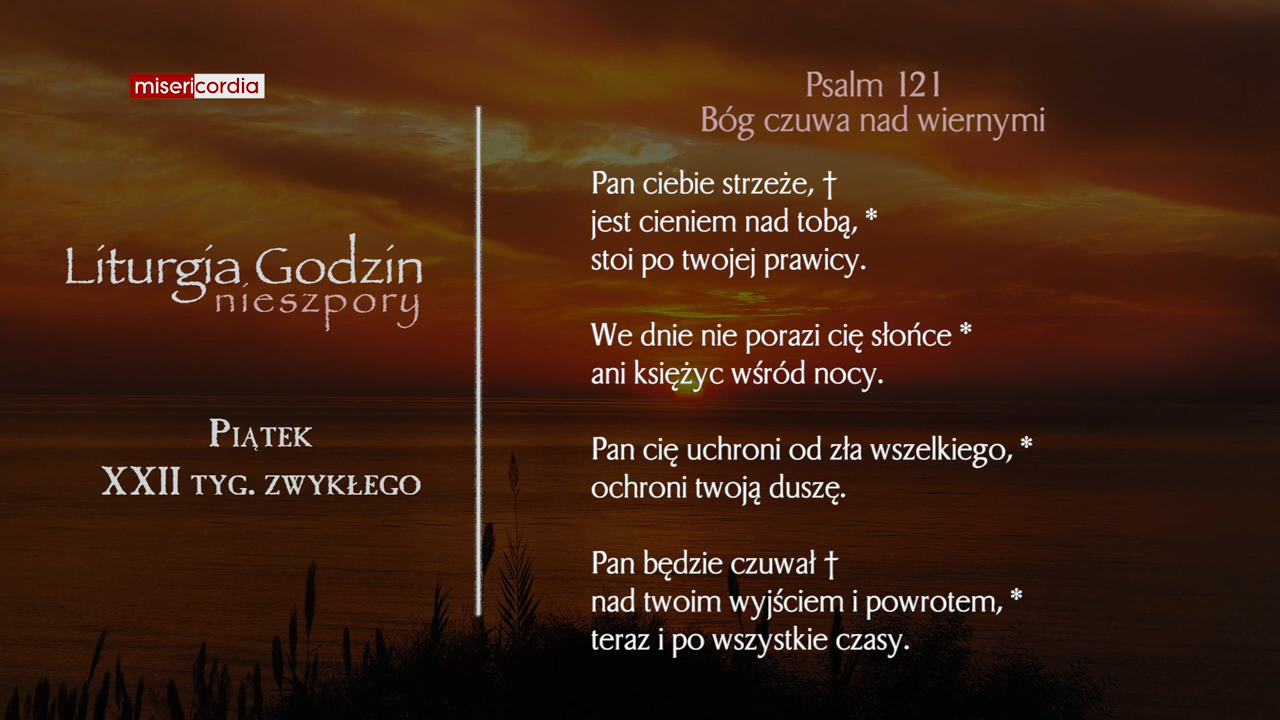 misericordia
Liturgia Godzin
nieszpory
Piątek
XXII tyg. zwykłego
Psalm 121
Bóg czuwa nad wiernymi
Pan ciebie strzeże, †
jest cieniem nad tobą, *
stoi po twojej prawicy.
We dnie nie porazi cię słońce *
ani księżyc wśród nocy.
Pan cię uchroni od zła wszelkiego, *
ochroni twoją duszę.
Pan będzie czuwał †
nad twoim wyjściem i powrotem, *
teraz i po wszystkie czasy.